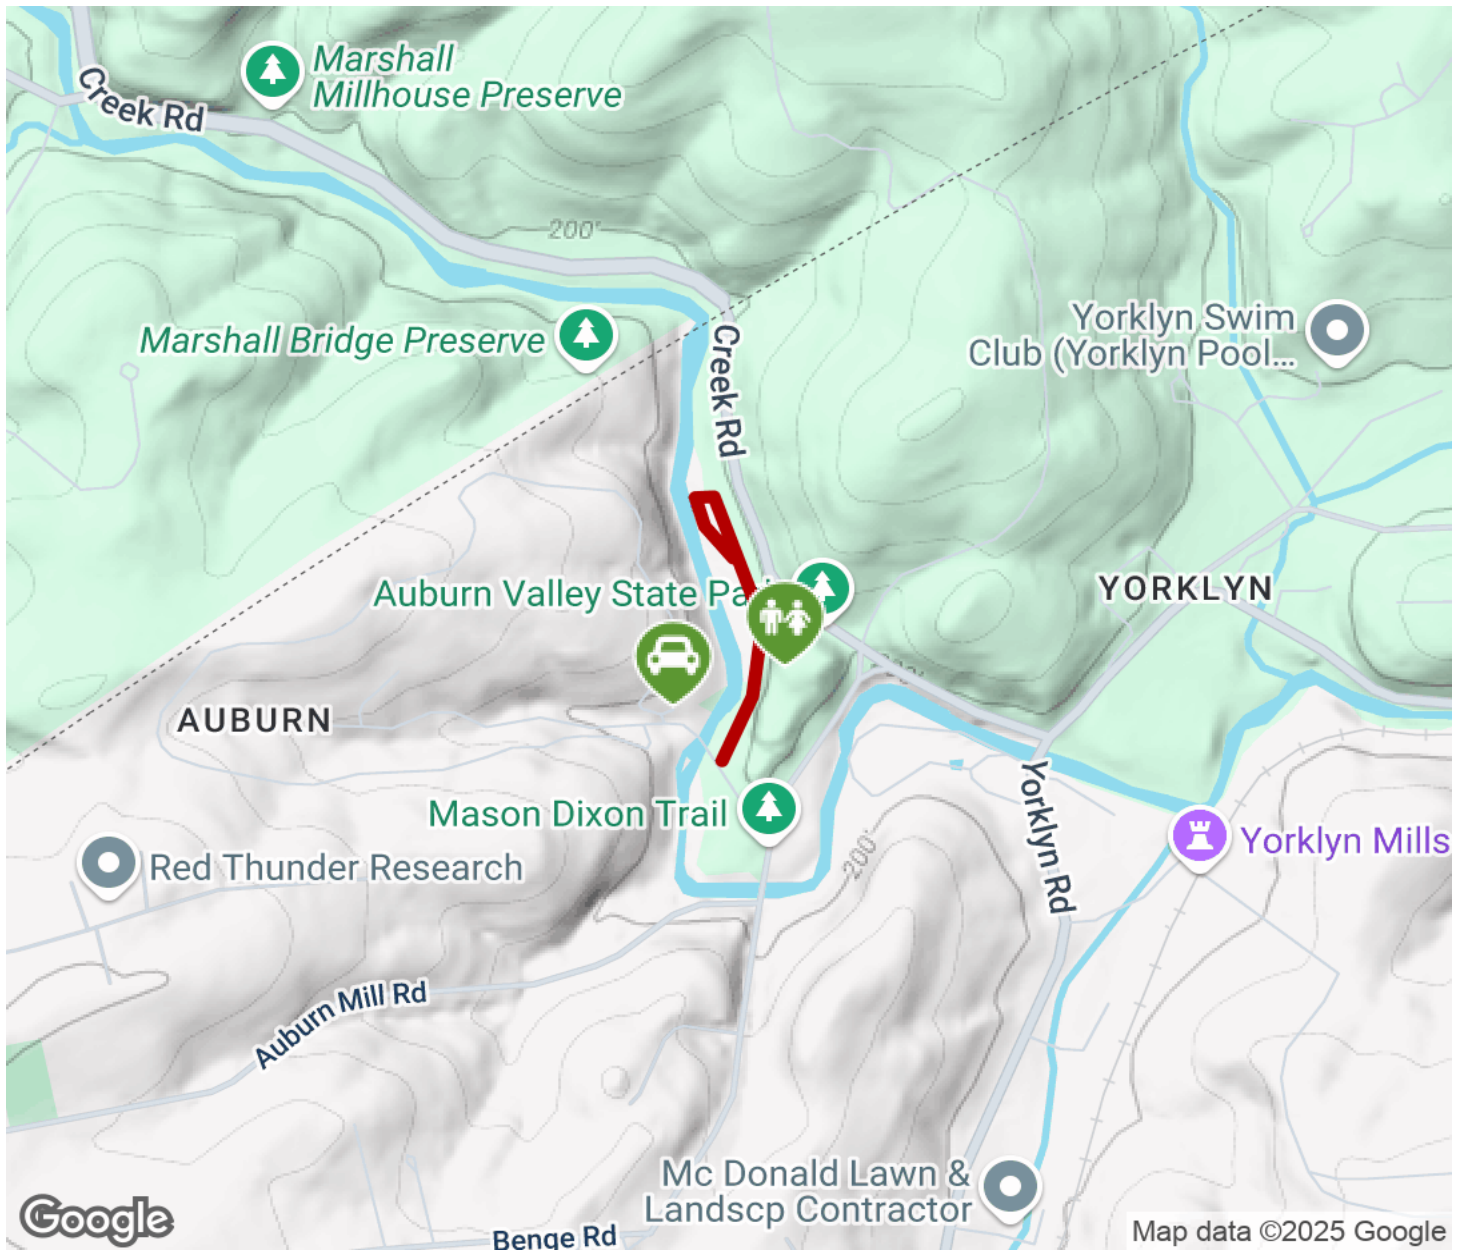 Marshall
Millhouse Preserve
Creek Rd
200'
Marshall Bridge Preserve
Creek Rd
Yorklyn Swim
Club (Yorklyn Pool...
Auburn Valley State Pa
YORKLYN
AUBURN
Mason Dixon Trail
Yorklyn Rd
Yorklyn Mills
200'
Red Thunder Research
Auburn Mill Rd
Mc Donald Lawn &
Landscp Contractor
Benge Rd
Google
Map data ©2025 Google